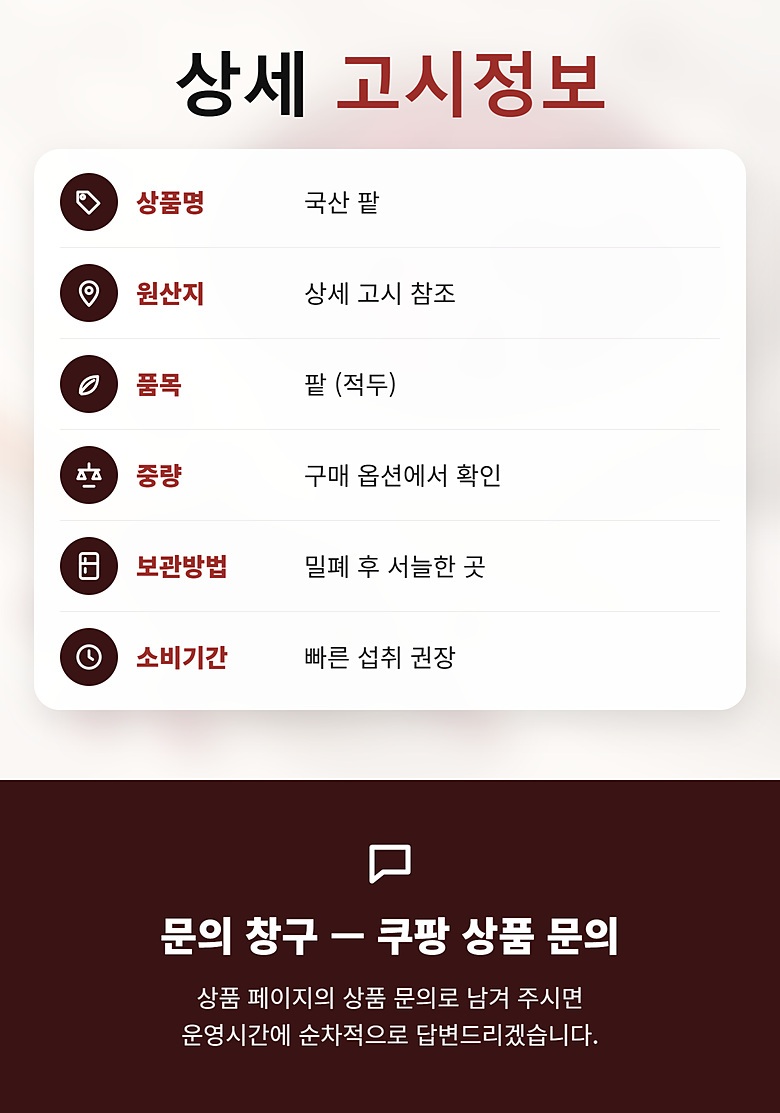 상세 고시정보
상품명 국산 팥
원산지 상세 고시 참조
품목 팥 (적두)
중량 구매 옵션에서 확인
보관방법 밀폐 후 서늘한 곳
소비기간 빠른 섭취 권장
문의 창구 — 쿠팡 상품 문의
상품 페이지의 상품 문의로 남겨 주시면
운영시간에 순차적으로 답변드리겠습니다.